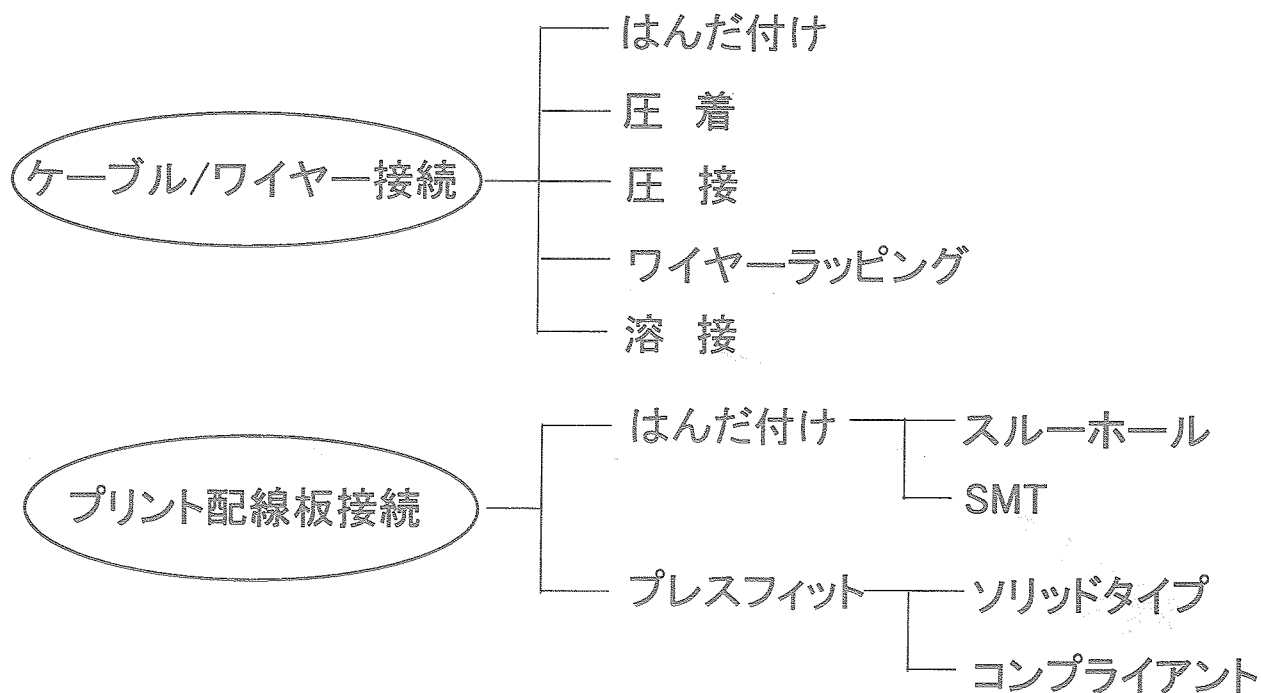 はんだ付け
圧 着
ケーブル/ワイヤー接続
圧 接
ワイヤーラッピング
溶 接
はんだ付け
スルーホール
プリント配線板接続
SMT
プレスフィット
ソリッドタイプ
コンプライアント